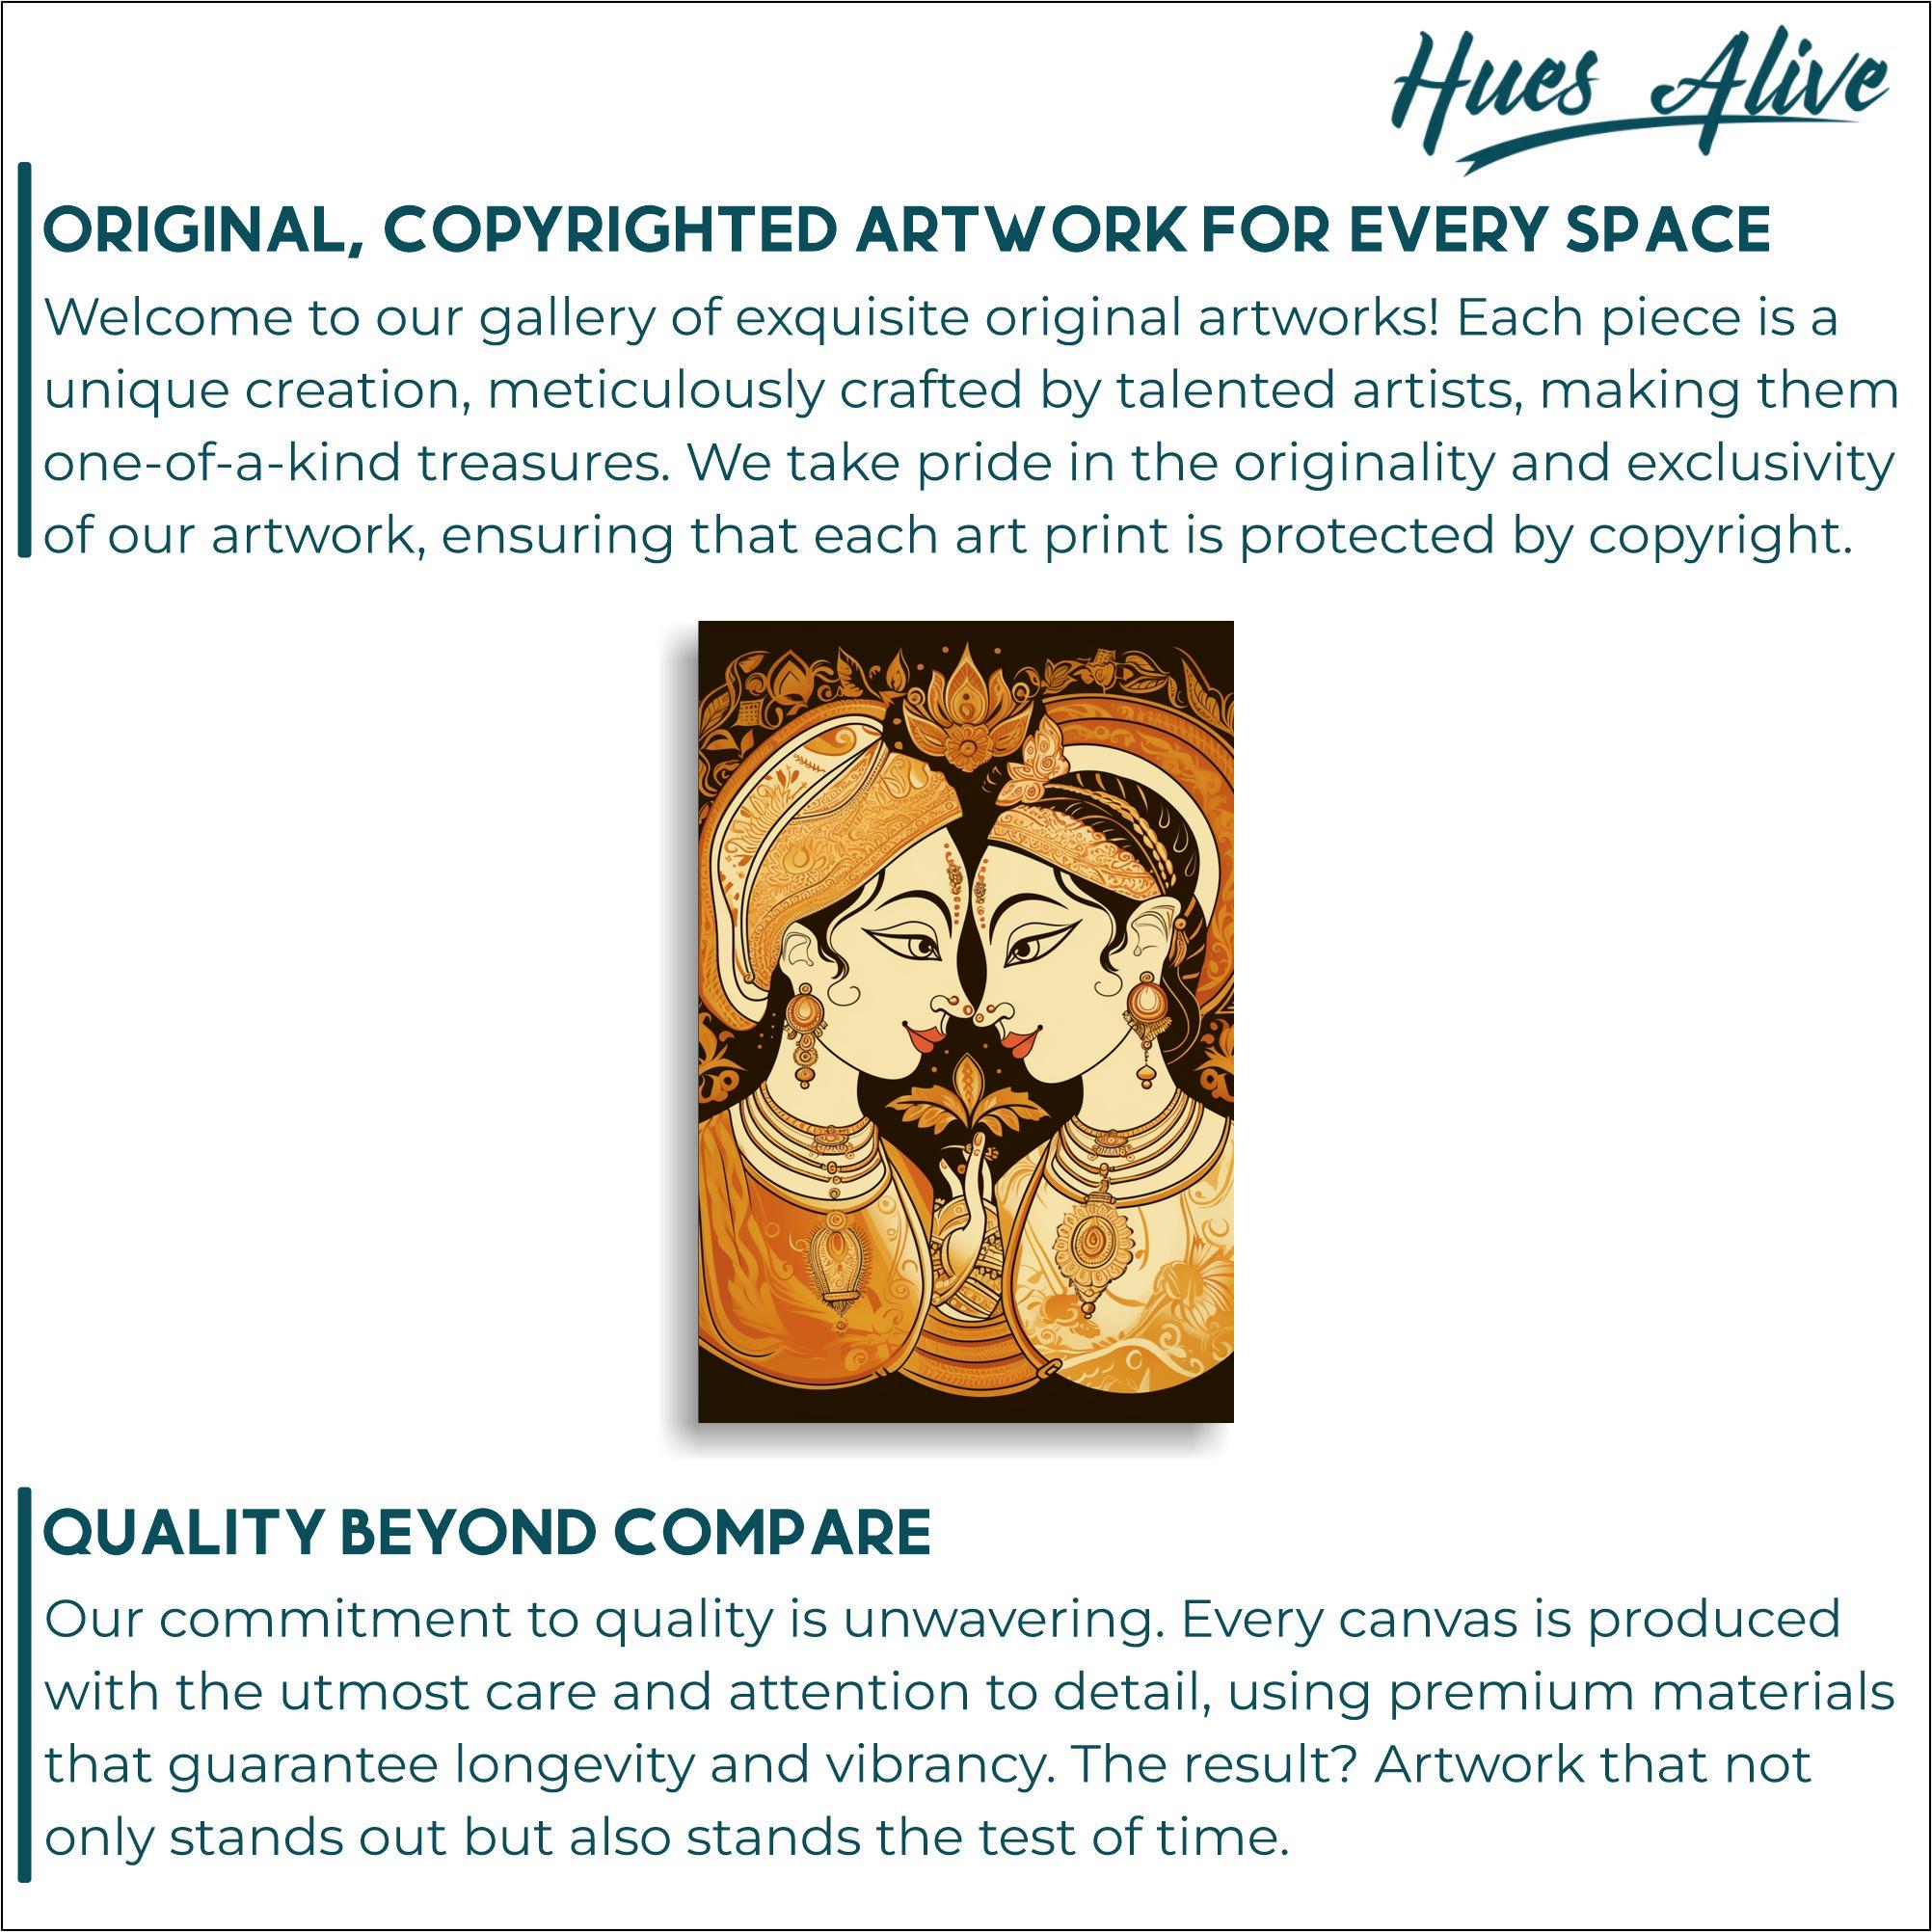 Hues Alive
ORIGINAL, COPYRIGHTED ARTWORK FOR EVERY SPACE
Welcome to our gallery of exquisite original artworks! Each piece is a
unique creation, meticulously crafted by talented artists, making them
one-of-a-kind treasures. We take pride in the originality and exclusivity
of our artwork, ensuring that each art print is protected by copyright.
QUALITY BEYOND COMPARE
Our commitment to quality is unwavering. Every canvas is produced
with the utmost care and attention to detail, using premium materials
that guarantee longevity and vibrancy. The result? Artwork that not
only stands out but also stands the test of time.